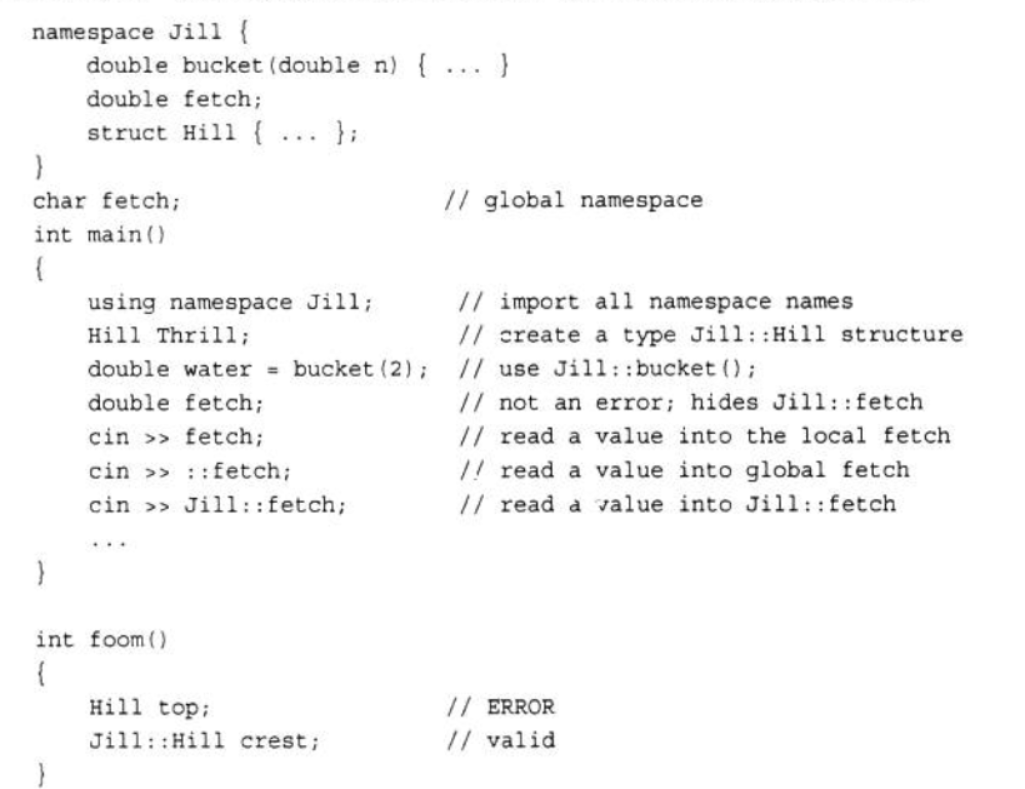 namespace Jill {
    double bucket(double n) { ... }
    double fetch;
    struct Hill { ... };
}
char fetch;                     // global namespace
int main()
{
    using namespace Jill;       // import all namespace names
    Hill Thrill;                // create a type Jill::Hill structure
    double water = bucket(2);   // use Jill::bucket();
    double fetch;               // not an error; hides Jill::fetch
    cin >> fetch;               // read a value into the local fetch
    cin >> ::fetch;             // read a value into global fetch
    cin >> Jill::fetch;         // read a value into Jill::fetch
    ...
}

int foom()
{
    Hill top;                   // ERROR
    Jill::Hill crest;           // valid
}